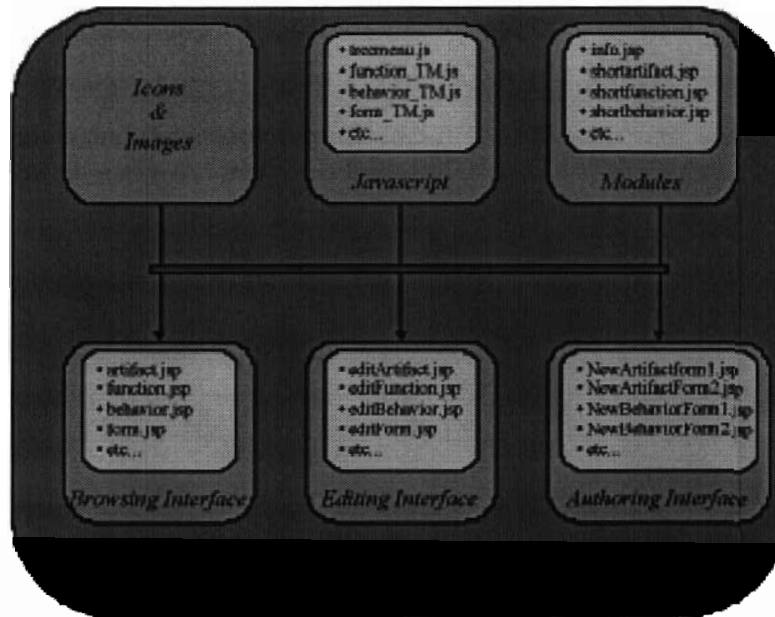 Icons
&
Images
• treemenu.js
• function_TM.js
• behavior_TM.js
• form_TM.js
• etc...
Javascript
• info.jsp
• shortartifact.jsp
• shortfunction.jsp
• shortbehavior.jsp
• etc...
Modules
• artifact.jsp
• function.jsp
• behavior.jsp
• form.jsp
• etc...
Browsing Interface
• editArtifact.jsp
• editFunction.jsp
• editBehavior.jsp
• editForm.jsp
• etc...
Editing Interface
• NewArtifactform1.jsp
• NewArtifactForm2.jsp
• NewBehaviorForm1.jsp
• NewBehaviorForm2.jsp
• etc...
Authoring Interface